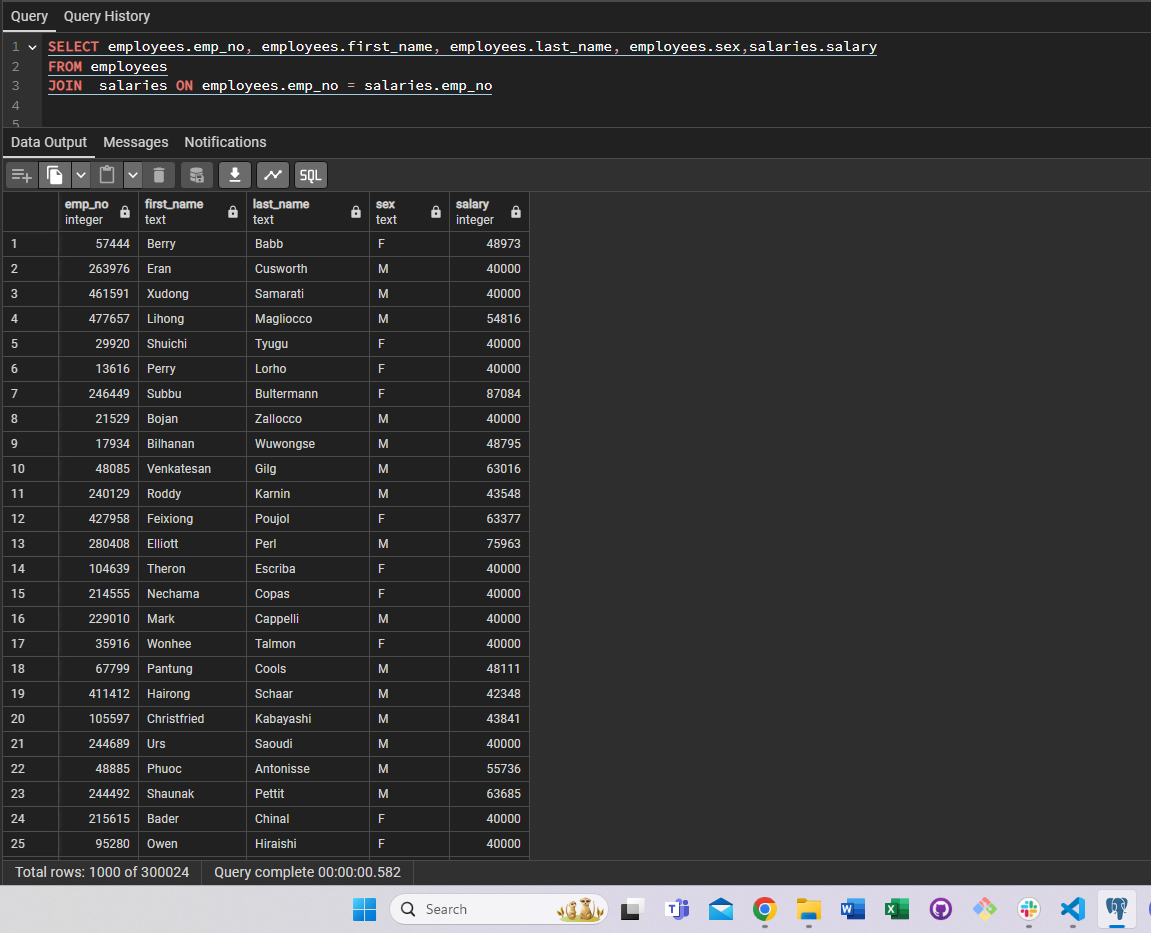 Query Query History
1 SELECT employees.emp_no, employees.first_name, employees.last_name, employees.sex,salaries.salary
2 FROM employees
3 JOIN  salaries ON employees.emp_no = salaries.emp_no
4
5
Data Output Messages Notifications
SQL
emp_no first_name last_name sex salary
integer text text text integer
1 57444 Berry Babb F 48973
2 263976 Eran Cusworth M 40000
3 461591 Xudong Samarati M 40000
4 477657 Lihong Magliocco M 54816
5 29920 Shuichi Tyugu F 40000
6 13616 Perry Lorho F 40000
7 246449 Subbu Bultermann F 87084
8 21529 Bojan Zallocco M 40000
9 17934 Bilhanan Wuwongse M 48795
10 48085 Venkatesan Gilg M 63016
11 240129 Roddy Karnin M 43548
12 427958 Feixiong Poujol F 63377
13 280408 Elliott Perl M 75963
14 104639 Theron Escriba F 40000
15 214555 Nechama Copas F 40000
16 229010 Mark Cappelli M 40000
17 35916 Wonhee Talmon F 40000
18 67799 Pantung Cools M 48111
19 411412 Hairong Schaar M 42348
20 105597 Christfried Kabayashi M 43841
21 244689 Urs Saoudi M 40000
22 48885 Phuoc Antonisse M 55736
23 244492 Shaunak Pettit M 63685
24 215615 Bader Chinal F 40000
25 95280 Owen Hiraishi F 40000
Total rows: 1000 of 300024 Query complete 00:00:00.582
Search